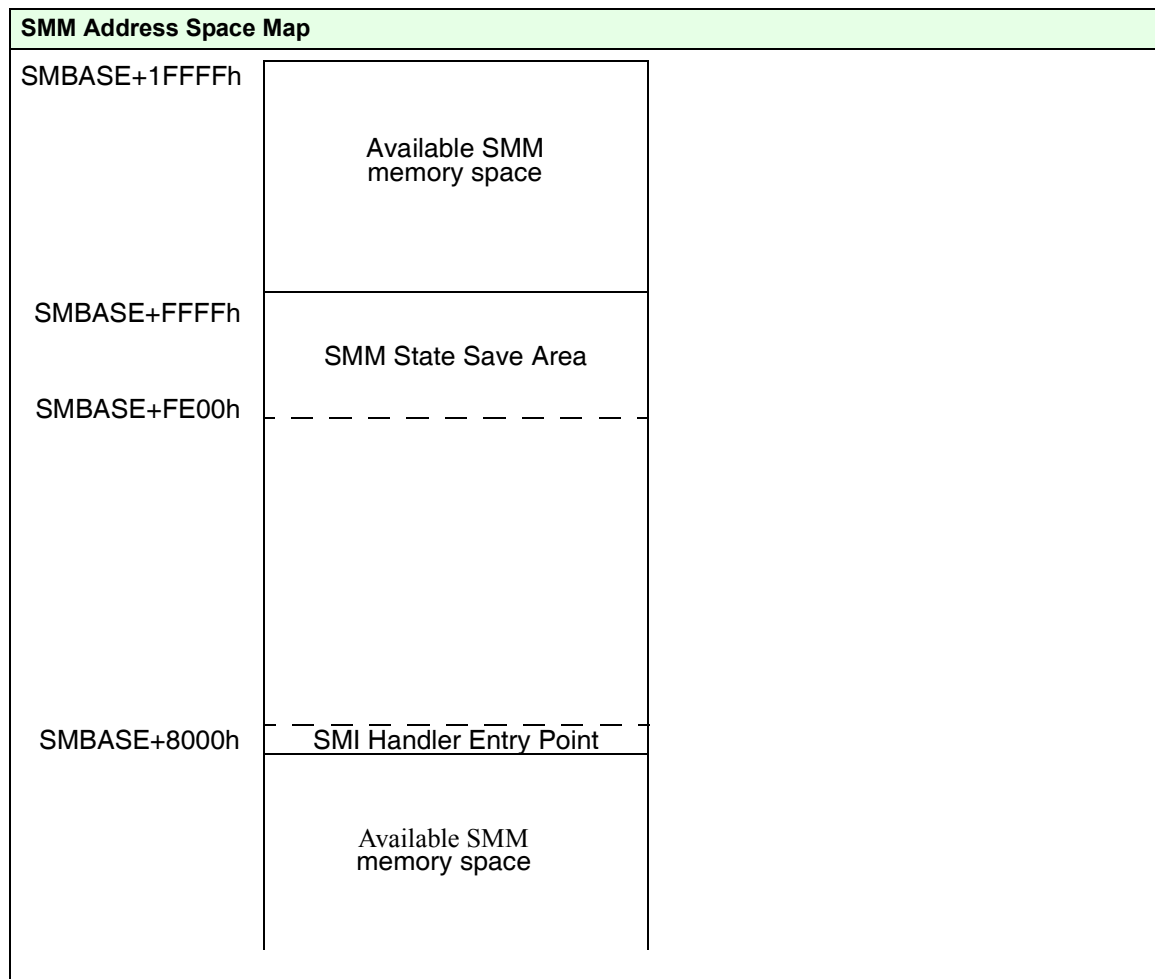 SMM Address Space Map
SMBASE+1FFFFh
Available SMM
memory space
SMBASE+FFFFh
SMM State Save Area
SMBASE+FE00h
SMBASE+8000h
SMI Handler Entry Point
Available SMM
memory space